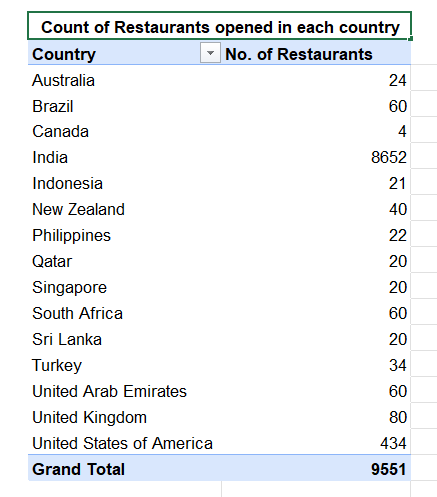 Count of Restaurants opened in each country
Country No. of Restaurants
Australia 24
Brazil 60
Canada 4
India 8652
Indonesia 21
New Zealand 40
Philippines 22
Qatar 20
Singapore 20
South Africa 60
Sri Lanka 20
Turkey 34
United Arab Emirates 60
United Kingdom 80
United States of America 434
Grand Total 9551